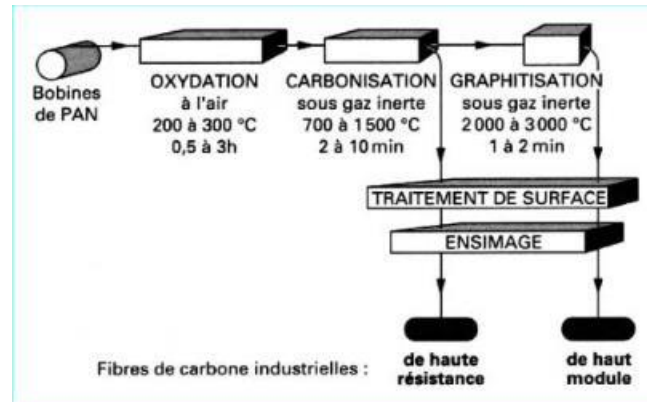 Bobines
de PAN
OXYDATION
à l'air
200 à 300 °C
0,5 à 3h
CARBONISATION
sous gaz inerte
700 à 1 500 °C
2 à 10 min
GRAPHITISATION
sous gaz inerte
2 000 à 3 000 °C
1 à 2 min
TRAITEMENT DE SURFACE
ENSIMAGE
Fibres de carbone industrielles :
de haute
résistance
de haut
module